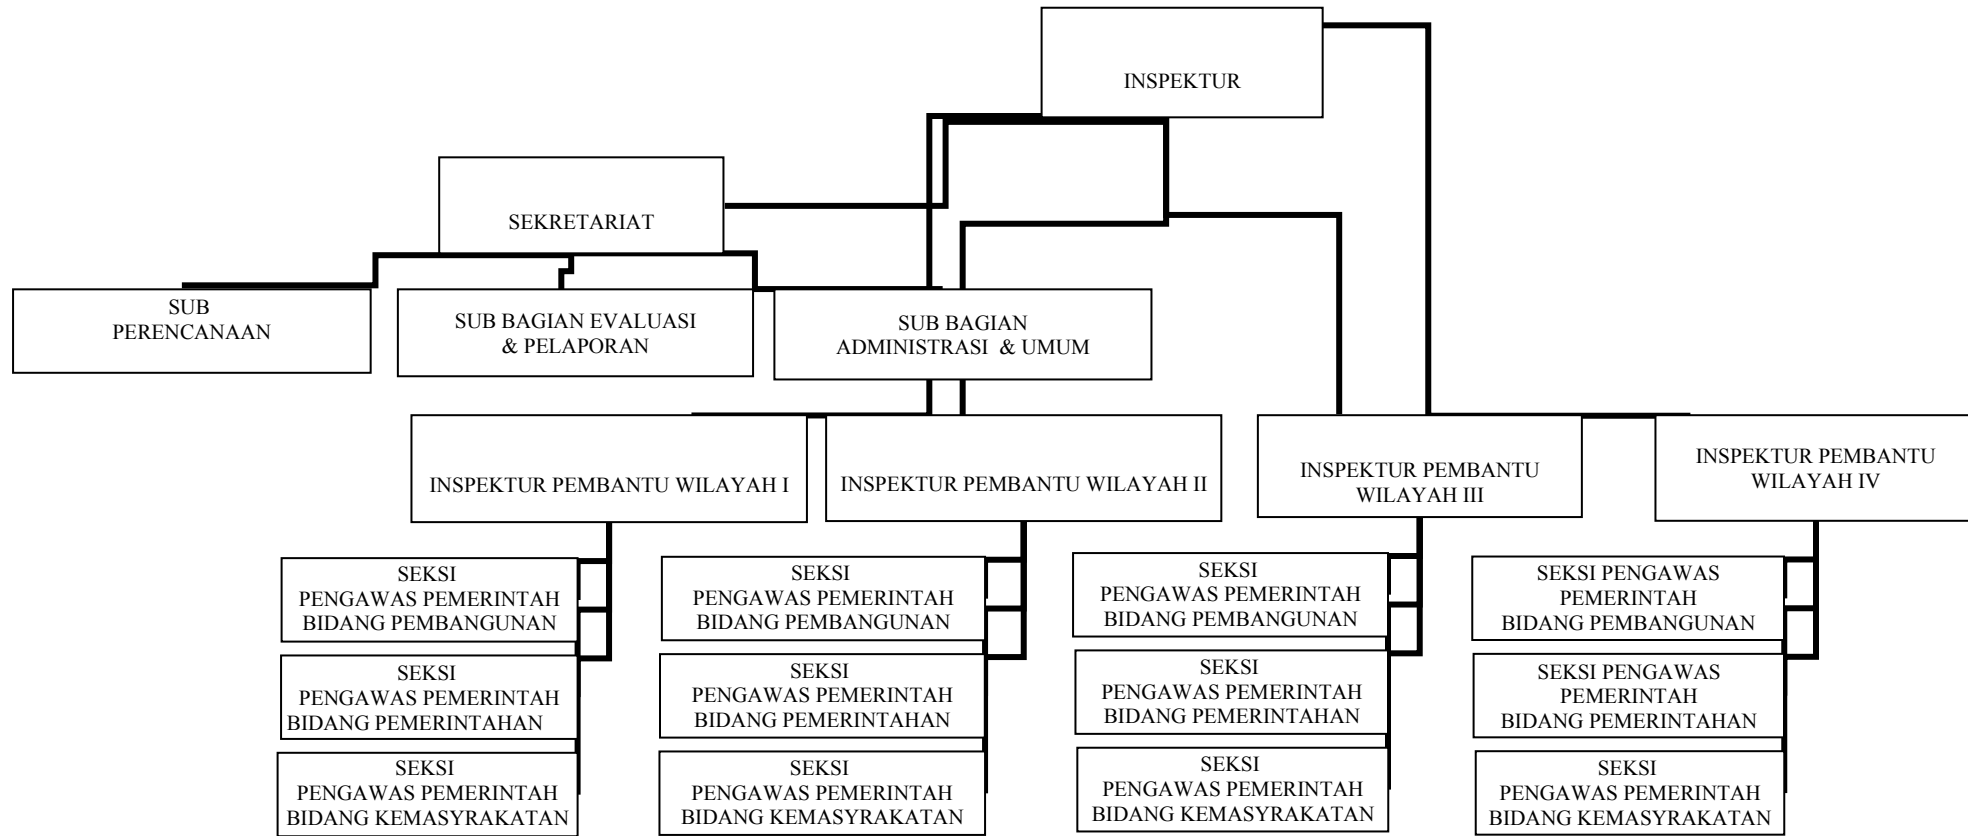 INSPEKTUR
SEKRETARIAT
SUB
PERENCANAAN
SUB BAGIAN EVALUASI
& PELAPORAN
SUB BAGIAN
ADMINISTRASI & UMUM
INSPEKTUR PEMBANTU WILAYAH I
INSPEKTUR PEMBANTU WILAYAH II
INSPEKTUR PEMBANTU
WILAYAH III
INSPEKTUR PEMBANTU
WILAYAH IV
SEKSI
PENGAWAS PEMERINTAH
BIDANG PEMBANGUNAN
SEKSI
PENGAWAS PEMERINTAH
BIDANG PEMBANGUNAN
SEKSI
PENGAWAS PEMERINTAH
BIDANG PEMBANGUNAN
SEKSI PENGAWAS
PEMERINTAH
BIDANG PEMBANGUNAN
SEKSI
PENGAWAS PEMERINTAH
BIDANG PEMERINTAHAN
SEKSI
PENGAWAS PEMERINTAH
BIDANG PEMERINTAHAN
SEKSI
PENGAWAS PEMERINTAH
BIDANG PEMERINTAHAN
SEKSI PENGAWAS
PEMERINTAH
BIDANG PEMERINTAHAN
SEKSI
PENGAWAS PEMERINTAH
BIDANG KEMASYRAKATAN
SEKSI
PENGAWAS PEMERINTAH
BIDANG KEMASYRAKATAN
SEKSI
PENGAWAS PEMERINTAH
BIDANG KEMASYRAKATAN
SEKSI
PENGAWAS PEMERINTAH
BIDANG KEMASYRAKATAN